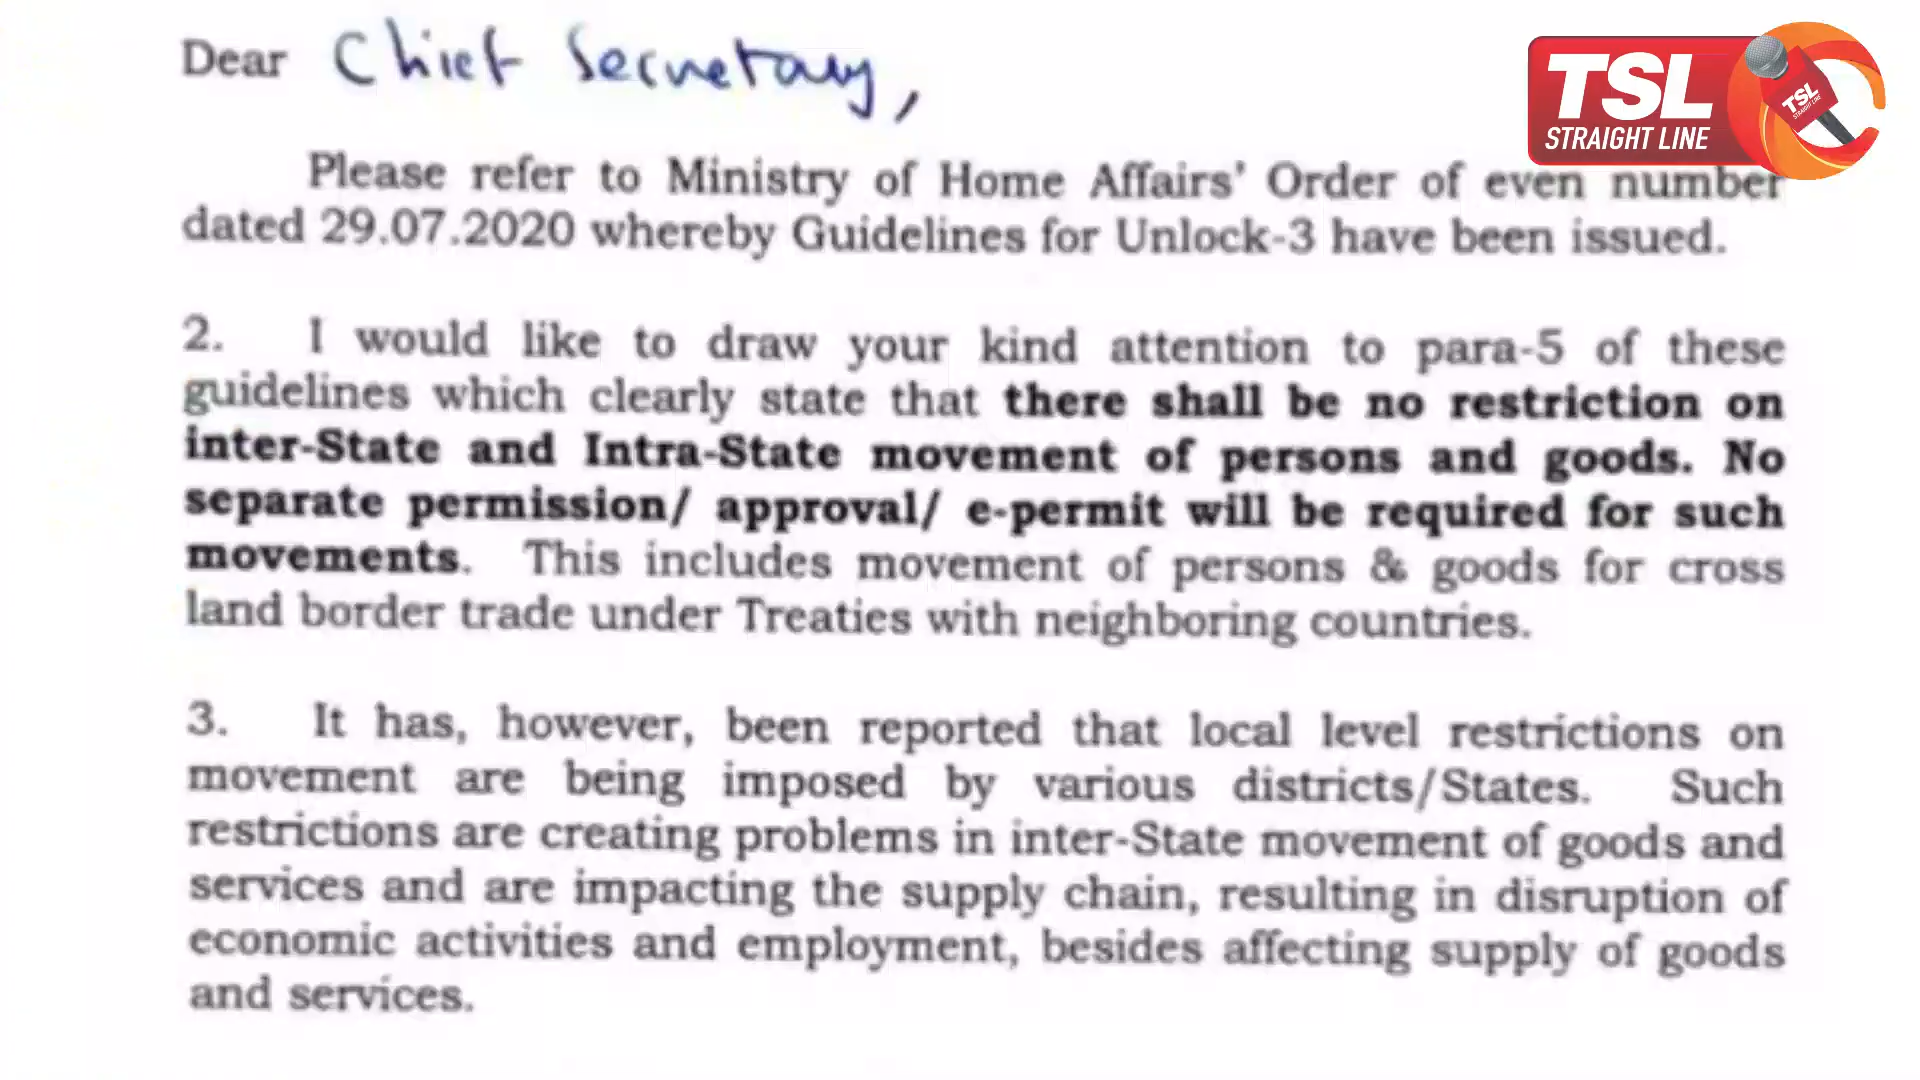 Dear Chief Secretary,
TSL
STRAIGHT LINE
TSL
STRAIGHT LINE
Please refer to Ministry of Home Affairs' Order of even number
dated 29.07.2020 whereby Guidelines for Unlock-3 have been issued.
2. I would like to draw your kind attention to para-5 of these
guidelines which clearly state that there shall be no restriction on
inter-State and Intra-State movement of persons and goods. No
separate permission/ approval/ e-permit will be required for such
movements. This includes movement of persons & goods for cross
land border trade under Treaties with neighboring countries.
3. It has, however, been reported that local level restrictions on
movement are being imposed by various districts/States. Such
restrictions are creating problems in inter-State movement of goods and
services and are impacting the supply chain, resulting in disruption of
economic activities and employment, besides affecting supply of goods
and services.